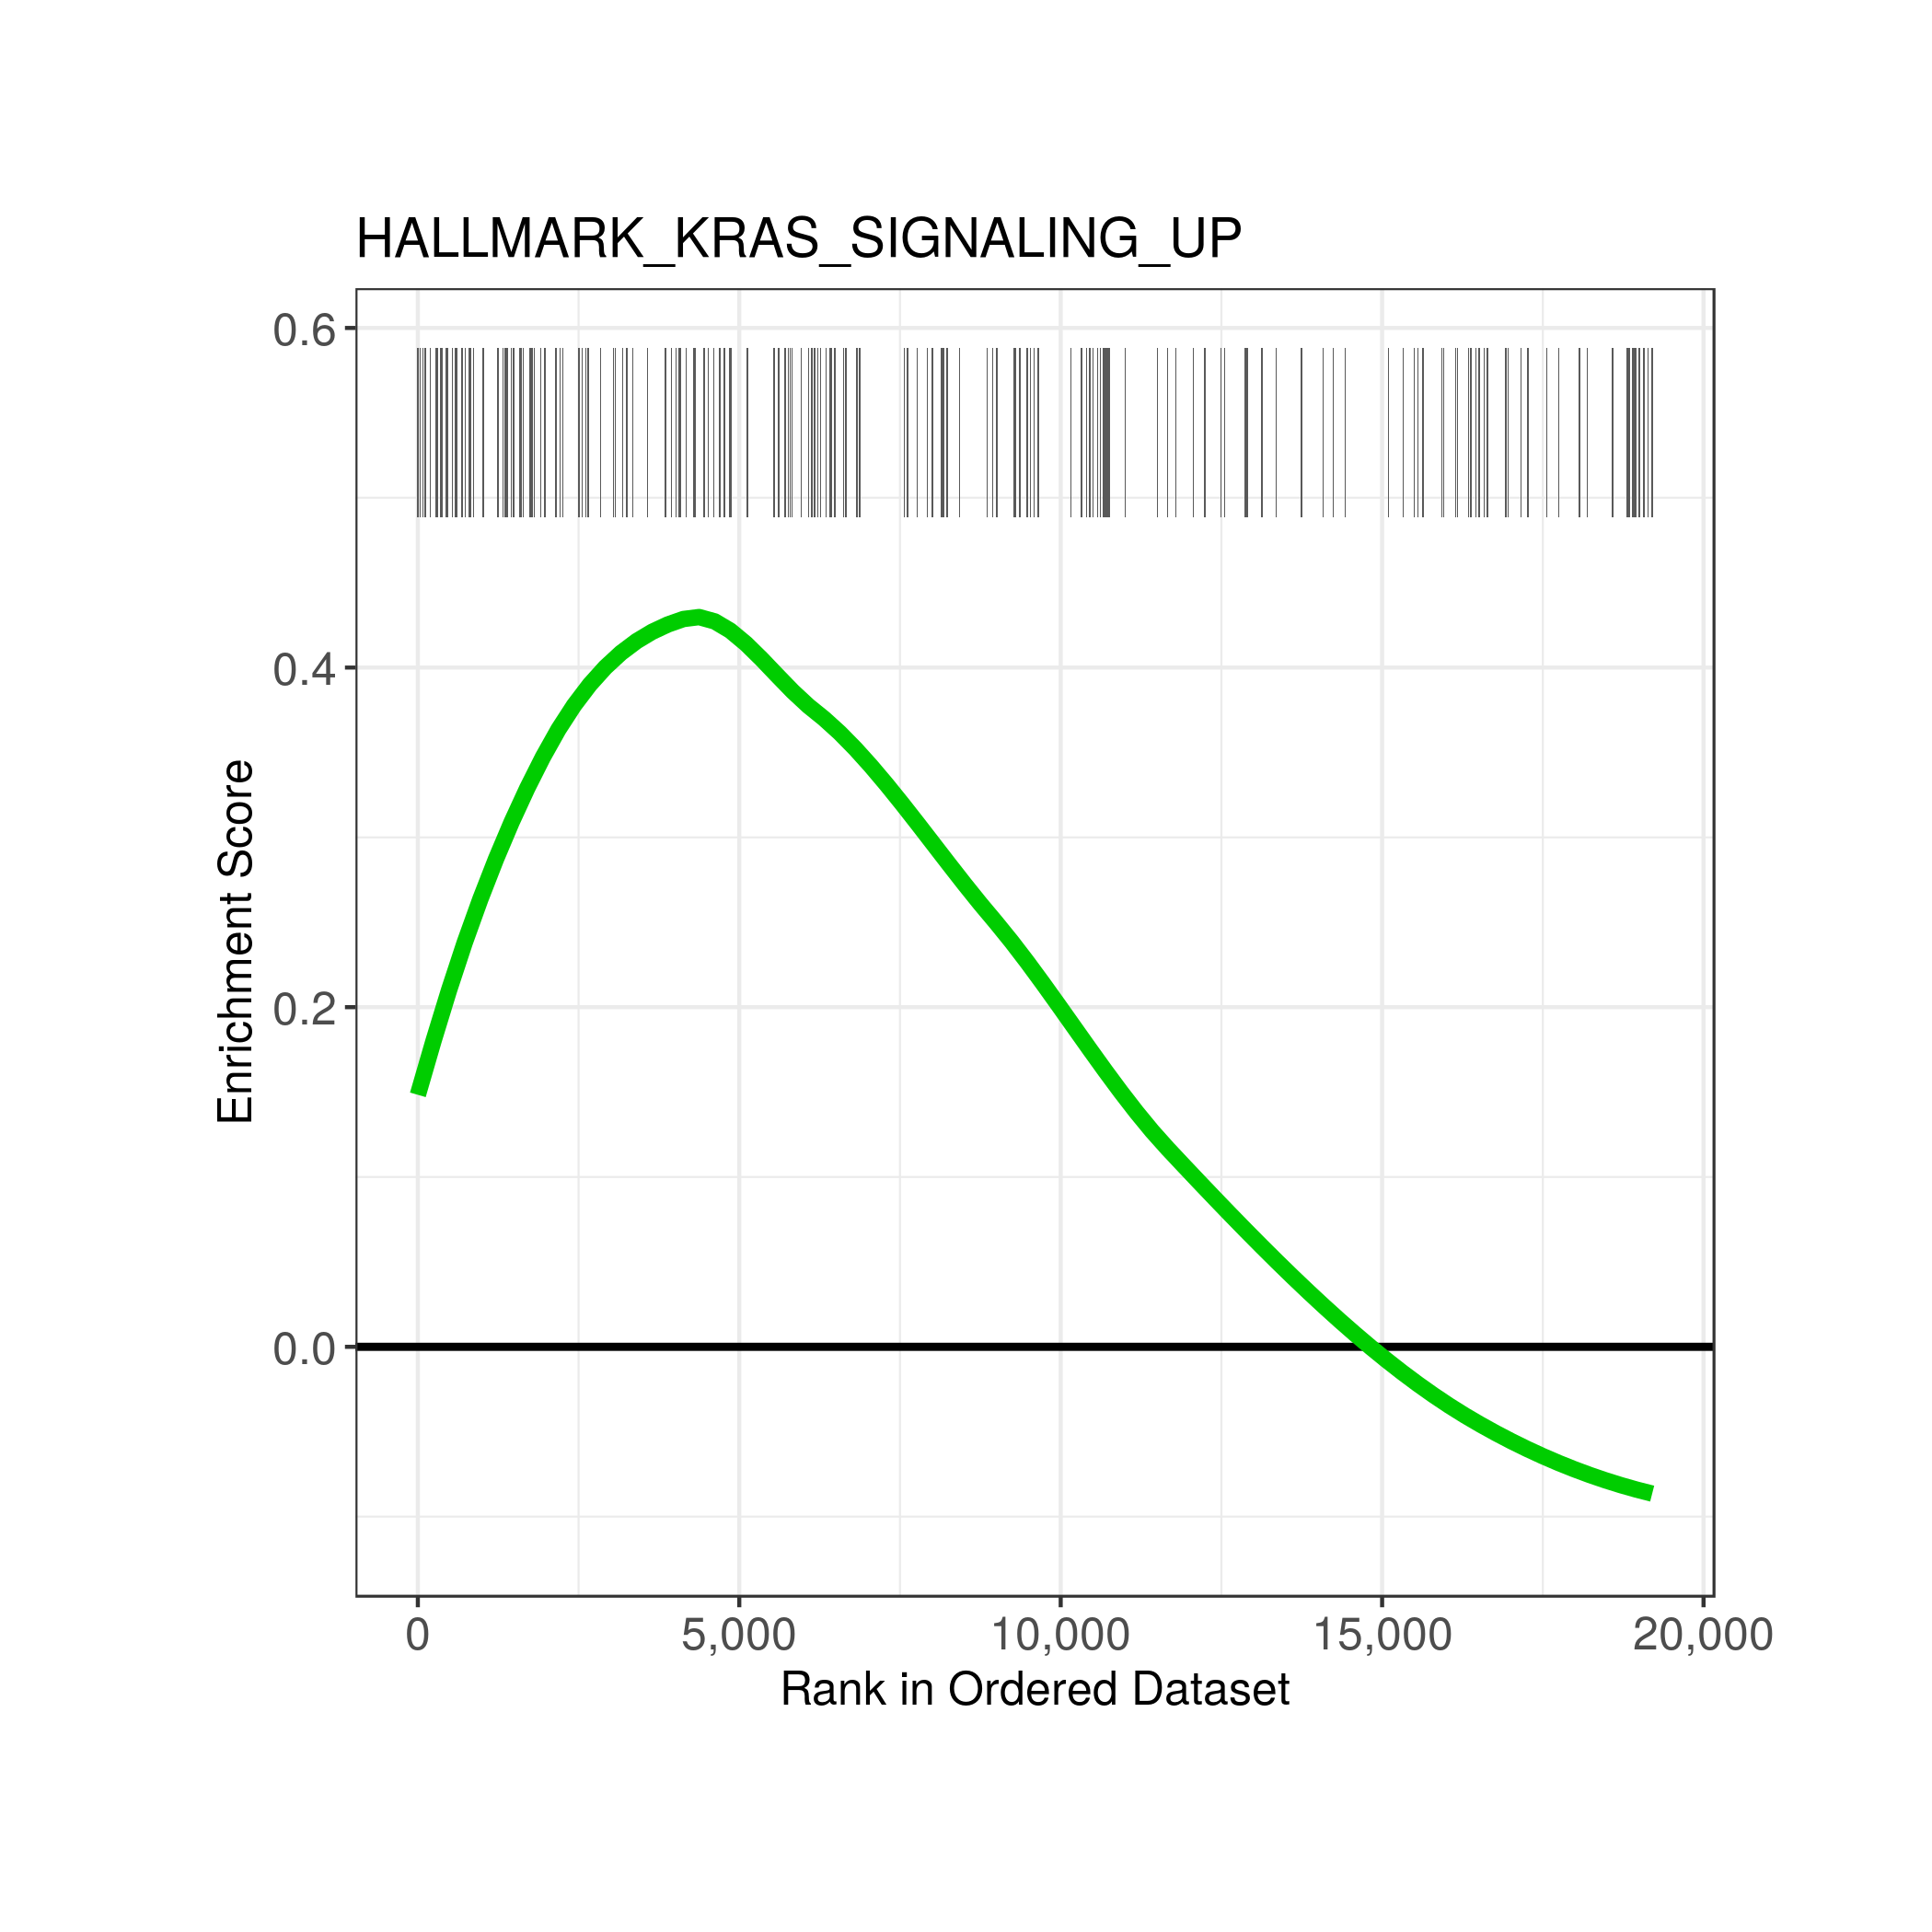 HALLMARK_KRAS_SIGNALING_UP
0.6
0.4
0.2
0.0
Enrichment Score
0 5,000 10,000 15,000 20,000
Rank in Ordered Dataset